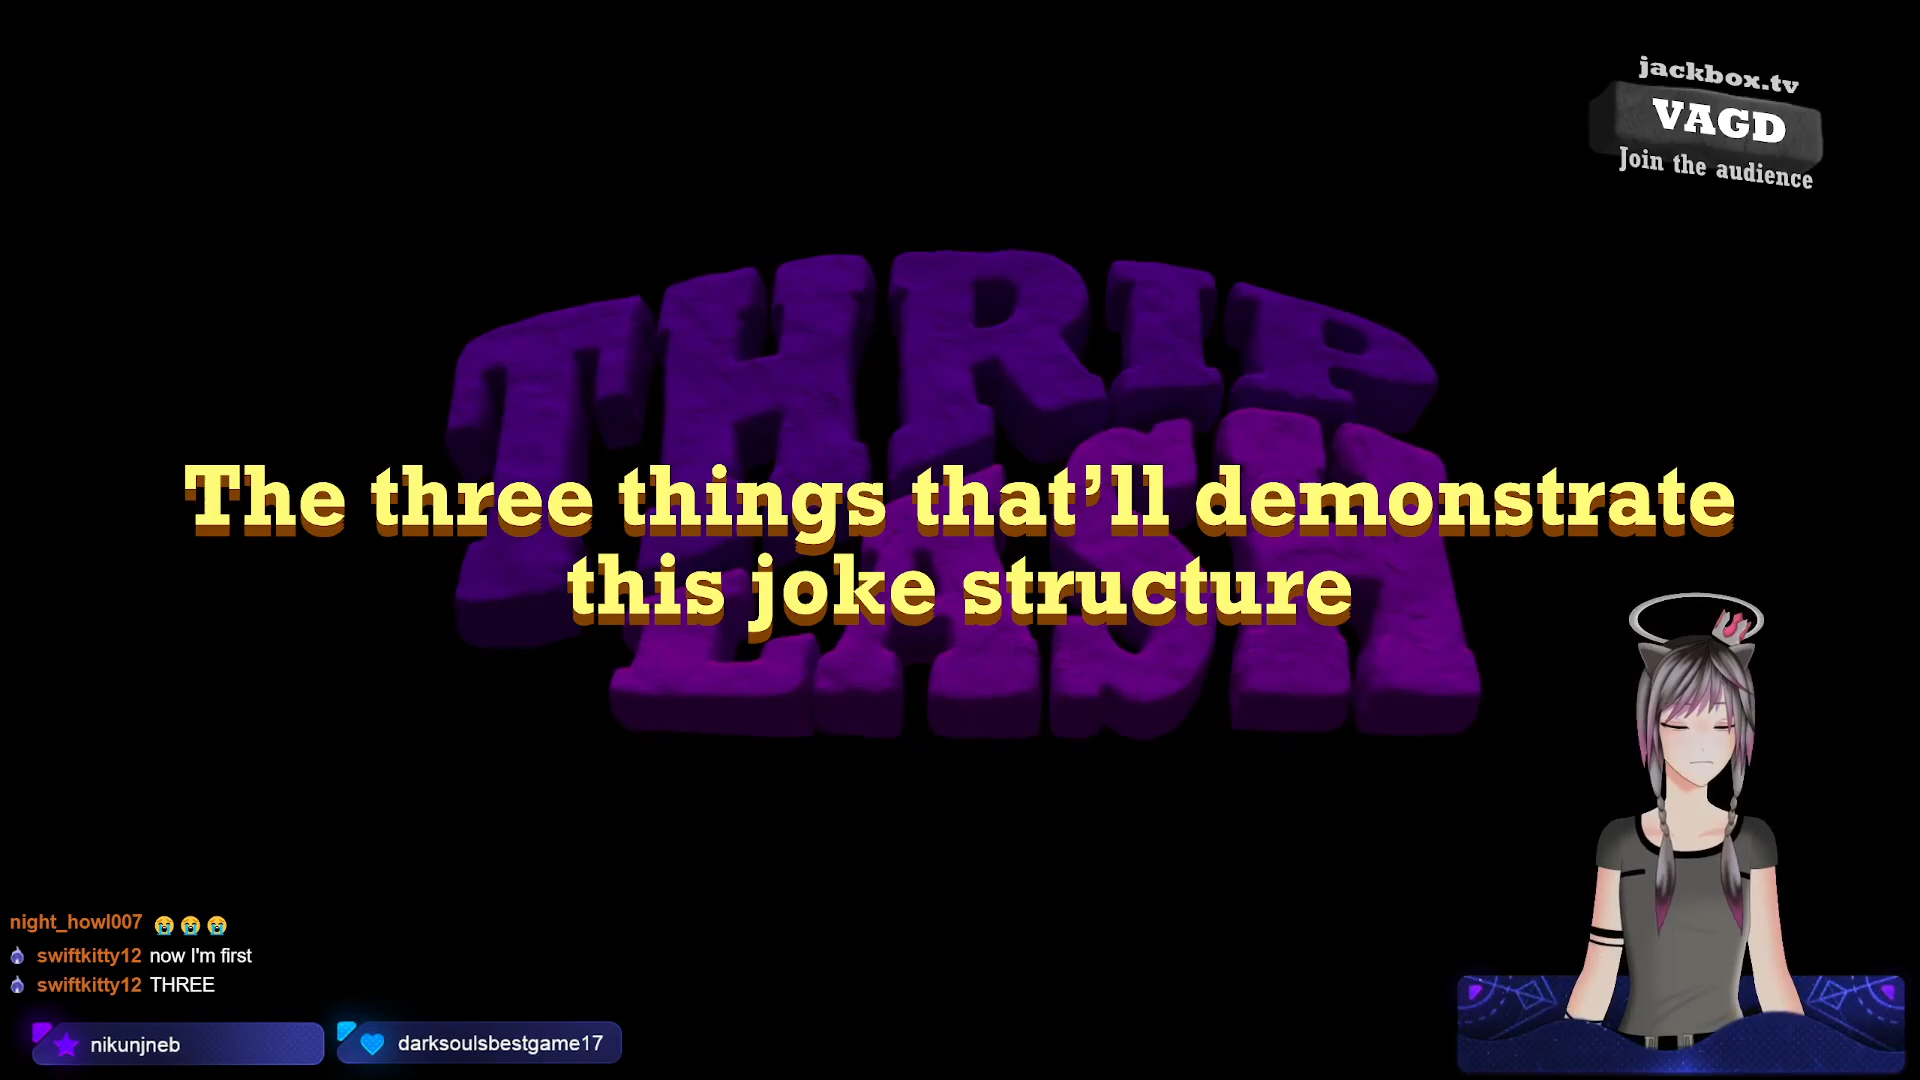 jackbox.tv
VAGD
Join the audience
THRIP
LASH
The three things that’ll demonstrate
this joke structure
night_howl007 😭 😭 😭
swiftkitty12 now I'm first
swiftkitty12 THREE
nikunjneb
darksoulsbestgame17